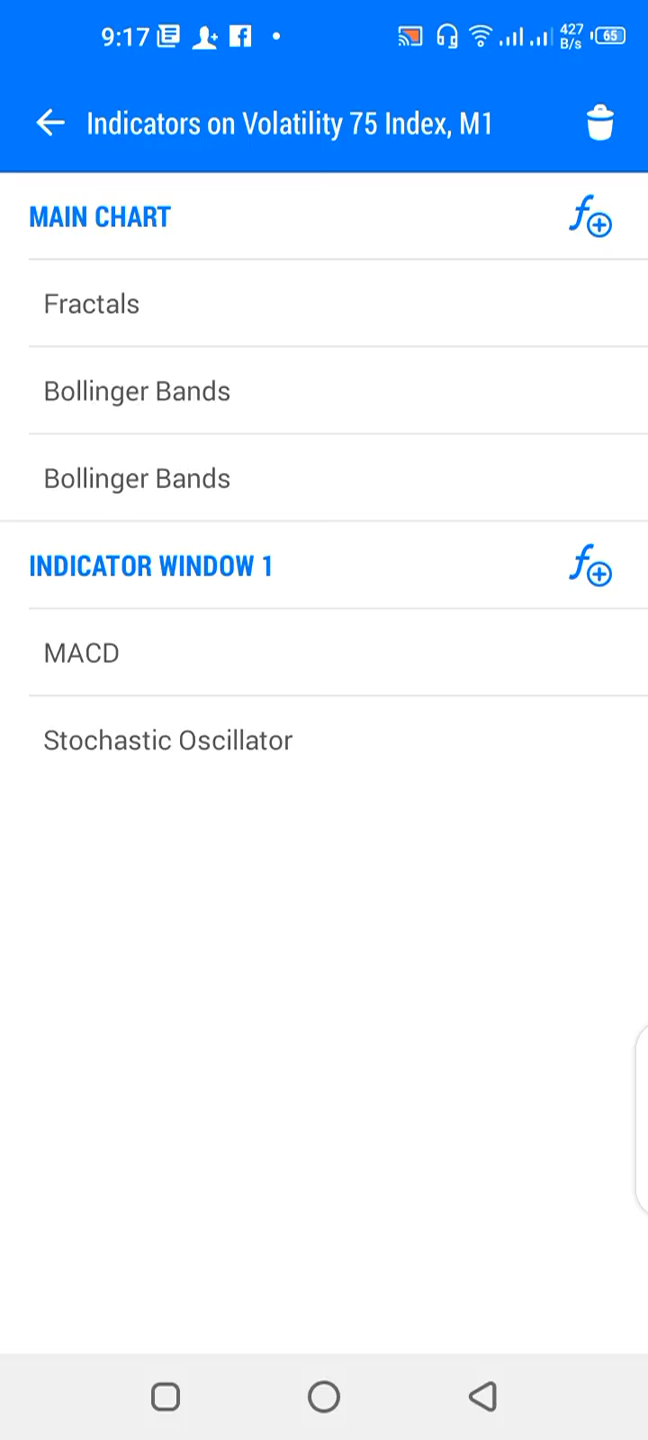 9:17 427 B/s 65
Indicators on Volatility 75 Index, M1
MAIN CHART
Fractals
Bollinger Bands
Bollinger Bands
INDICATOR WINDOW 1
MACD
Stochastic Oscillator